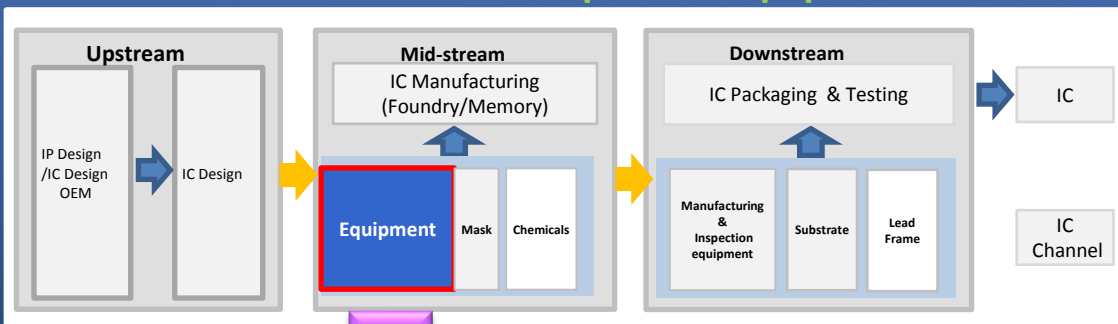 Upstream
IP Design
/IC Design
OEM
IC Design
Mid-stream
IC Manufacturing
(Foundry/Memory)
Equipment
Mask
Chemicals
Downstream
IC Packaging & Testing
Manufacturing
&
Inspection
equipment
Substrate
Lead
Frame
IC
IC
Channel